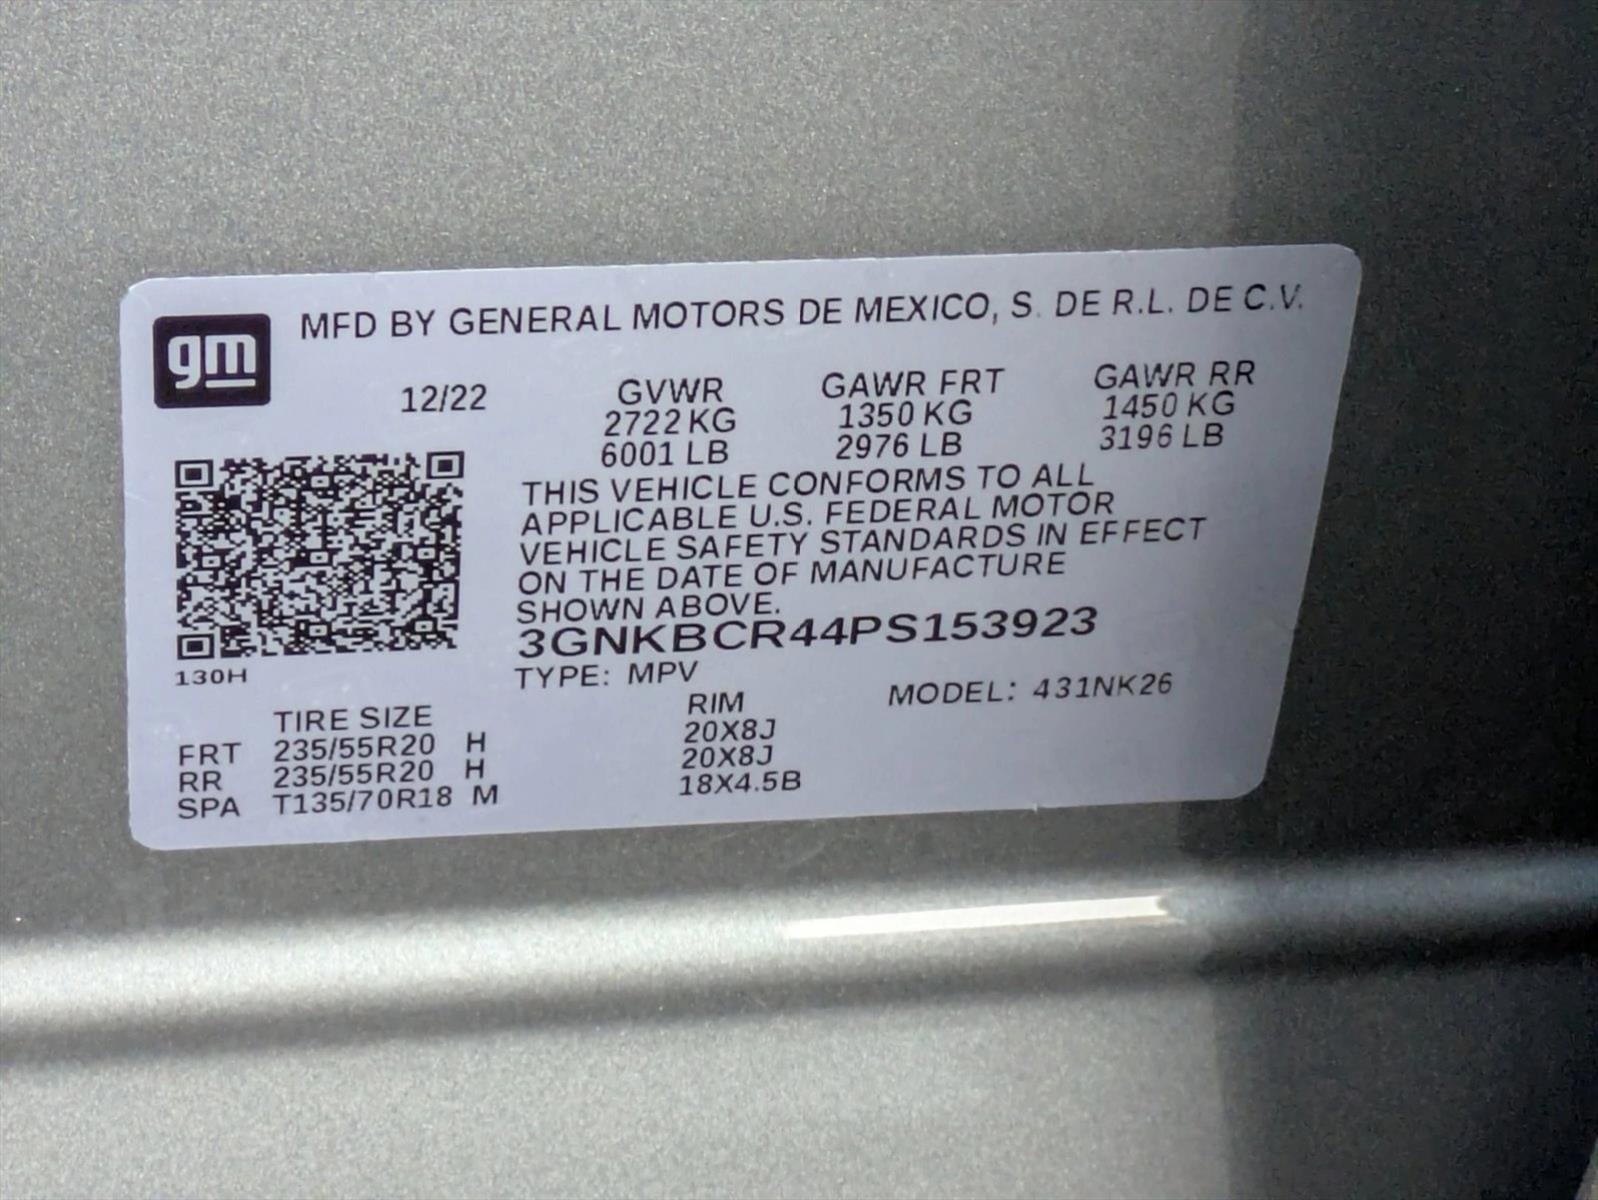 gm
MFD BY GENERAL MOTORS DE MEXICO, S. DE R.L. DE C.V.
12/22 GVWR GAWR FRT GAWR RR
2722 KG 1350 KG 1450 KG
6001 LB 2976 LB 3196 LB
THIS VEHICLE CONFORMS TO ALL
APPLICABLE U.S. FEDERAL MOTOR
VEHICLE SAFETY STANDARDS IN EFFECT
ON THE DATE OF MANUFACTURE
SHOWN ABOVE.
3GNKBCR44PS153923
130H
TYPE: MPV MODEL: 431NK26
TIRE SIZE RIM
FRT 235/55R20 H 20X8J
RR 235/55R20 H 20X8J
SPA T135/70R18 M 18X4.5B